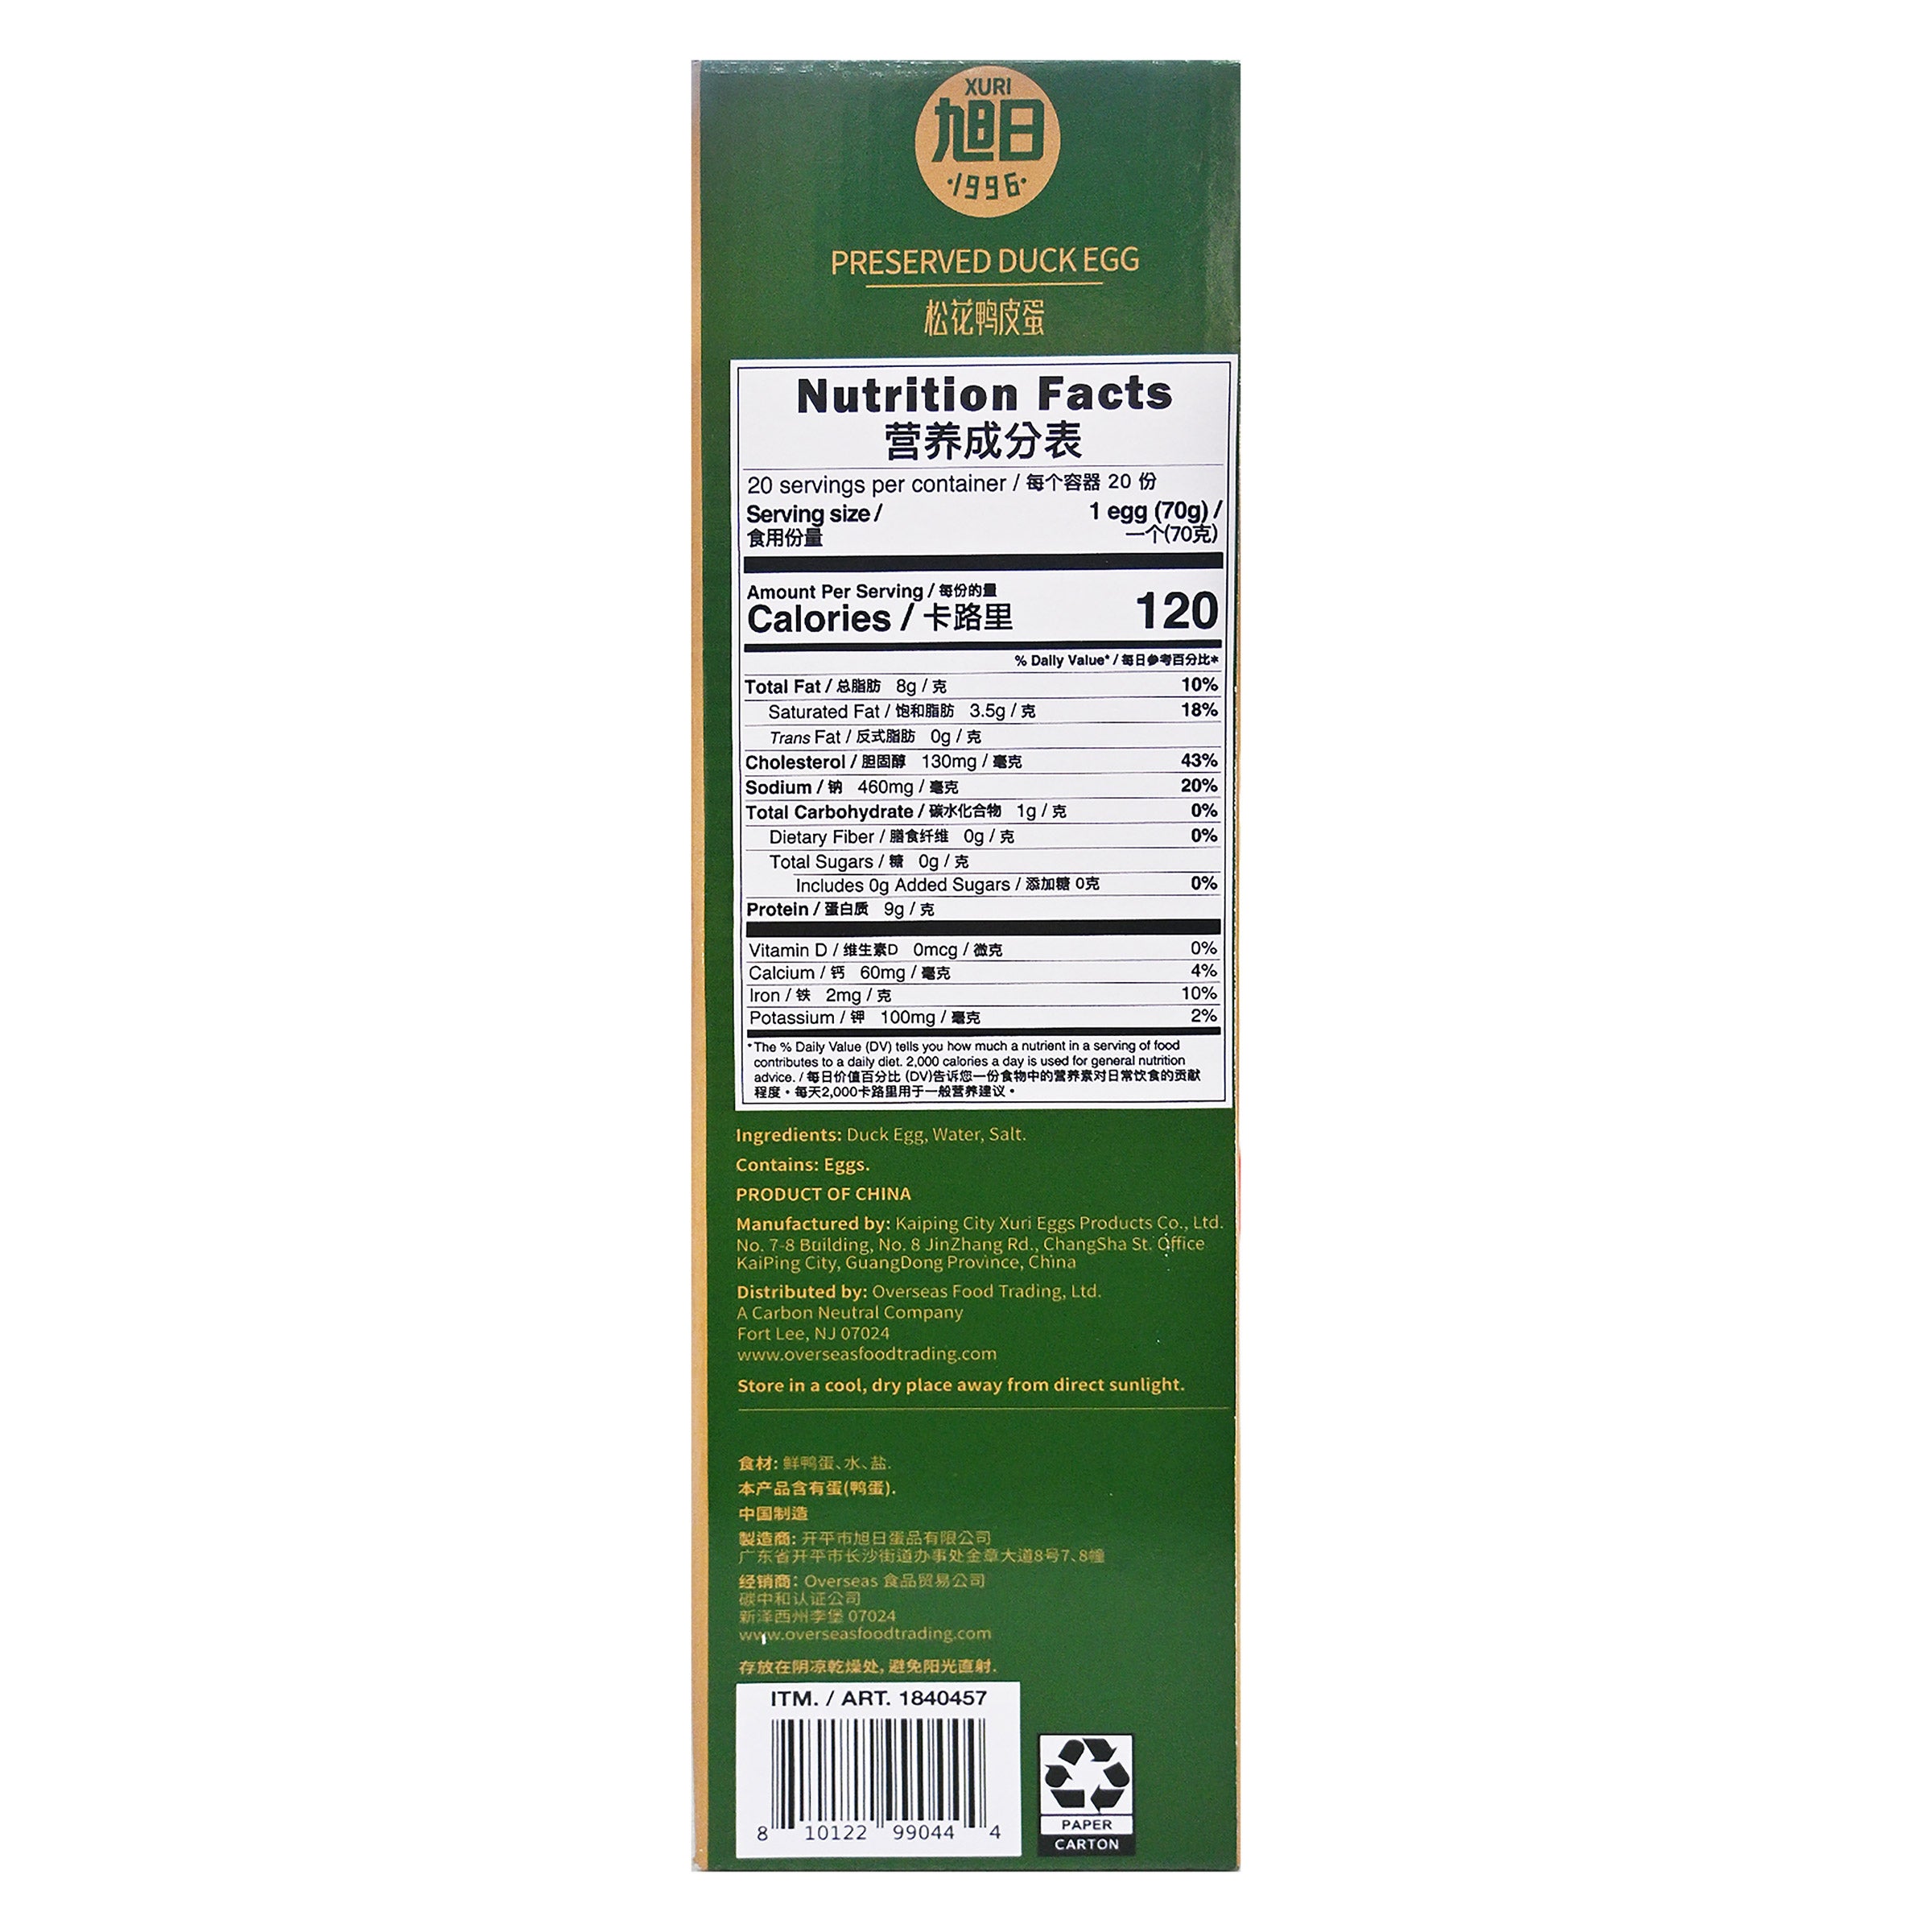 XURI
旭日
·1996·
PRESERVED DUCK EGG
松花鸭皮蛋
Nutrition Facts
营养成分表
20 servings per container / 每个容器 20 份
Serving size / 1 egg (70g) /
食用份量 一个(70克)
Amount Per Serving / 每份的量
Calories / 卡路里 120
% Daily Value* / 每日参考百分比*
Total Fat / 总脂肪 8g / 克 10%
Saturated Fat / 饱和脂肪 3.5g / 克 18%
Trans Fat / 反式脂肪 0g / 克
Cholesterol / 胆固醇 130mg / 毫克 43%
Sodium / 钠 460mg / 毫克 20%
Total Carbohydrate / 碳水化合物 1g / 克 0%
Dietary Fiber / 膳食纤维 0g / 克 0%
Total Sugars / 糖 0g / 克
Includes 0g Added Sugars / 添加糖 0克 0%
Protein / 蛋白质 9g / 克
Vitamin D / 维生素D 0mcg / 微克 0%
Calcium / 钙 60mg / 毫克 4%
Iron / 铁 2mg / 克 10%
Potassium / 钾 100mg / 毫克 2%
*The % Daily Value (DV) tells you how much a nutrient in a serving of food
contributes to a daily diet. 2,000 calories a day is used for general nutrition
advice. / 每日价值百分比 (DV)告诉您一份食物中的营养素对日常饮食的贡献
程度。每天2,000卡路里用于一般营养建议。
Ingredients: Duck Egg, Water, Salt.
Contains: Eggs.
PRODUCT OF CHINA
Manufactured by: Kaiping City Xuri Eggs Products Co., Ltd.
No. 7-8 Building, No. 8 JinZhang Rd., ChangSha St. Office
KaiPing City, GuangDong Province, China
Distributed by: Overseas Food Trading, Ltd.
A Carbon Neutral Company
Fort Lee, NJ 07024
www.overseasfoodtrading.com
Store in a cool, dry place away from direct sunlight.
食材: 鲜鸭蛋、水、盐.
本产品含有蛋(鸭蛋).
中国制造
製造商: 开平市旭日蛋品有限公司
广东省开平市长沙街道办事处金章大道8号7、8幢
经销商: Overseas 食品贸易公司
碳中和认证公司
新泽西州李堡 07024
www.overseasfoodtrading.com
存放在阴凉乾燥处, 避免阳光直射.
ITM. / ART. 1840457
8 10122 99044 4
PAPER
CARTON